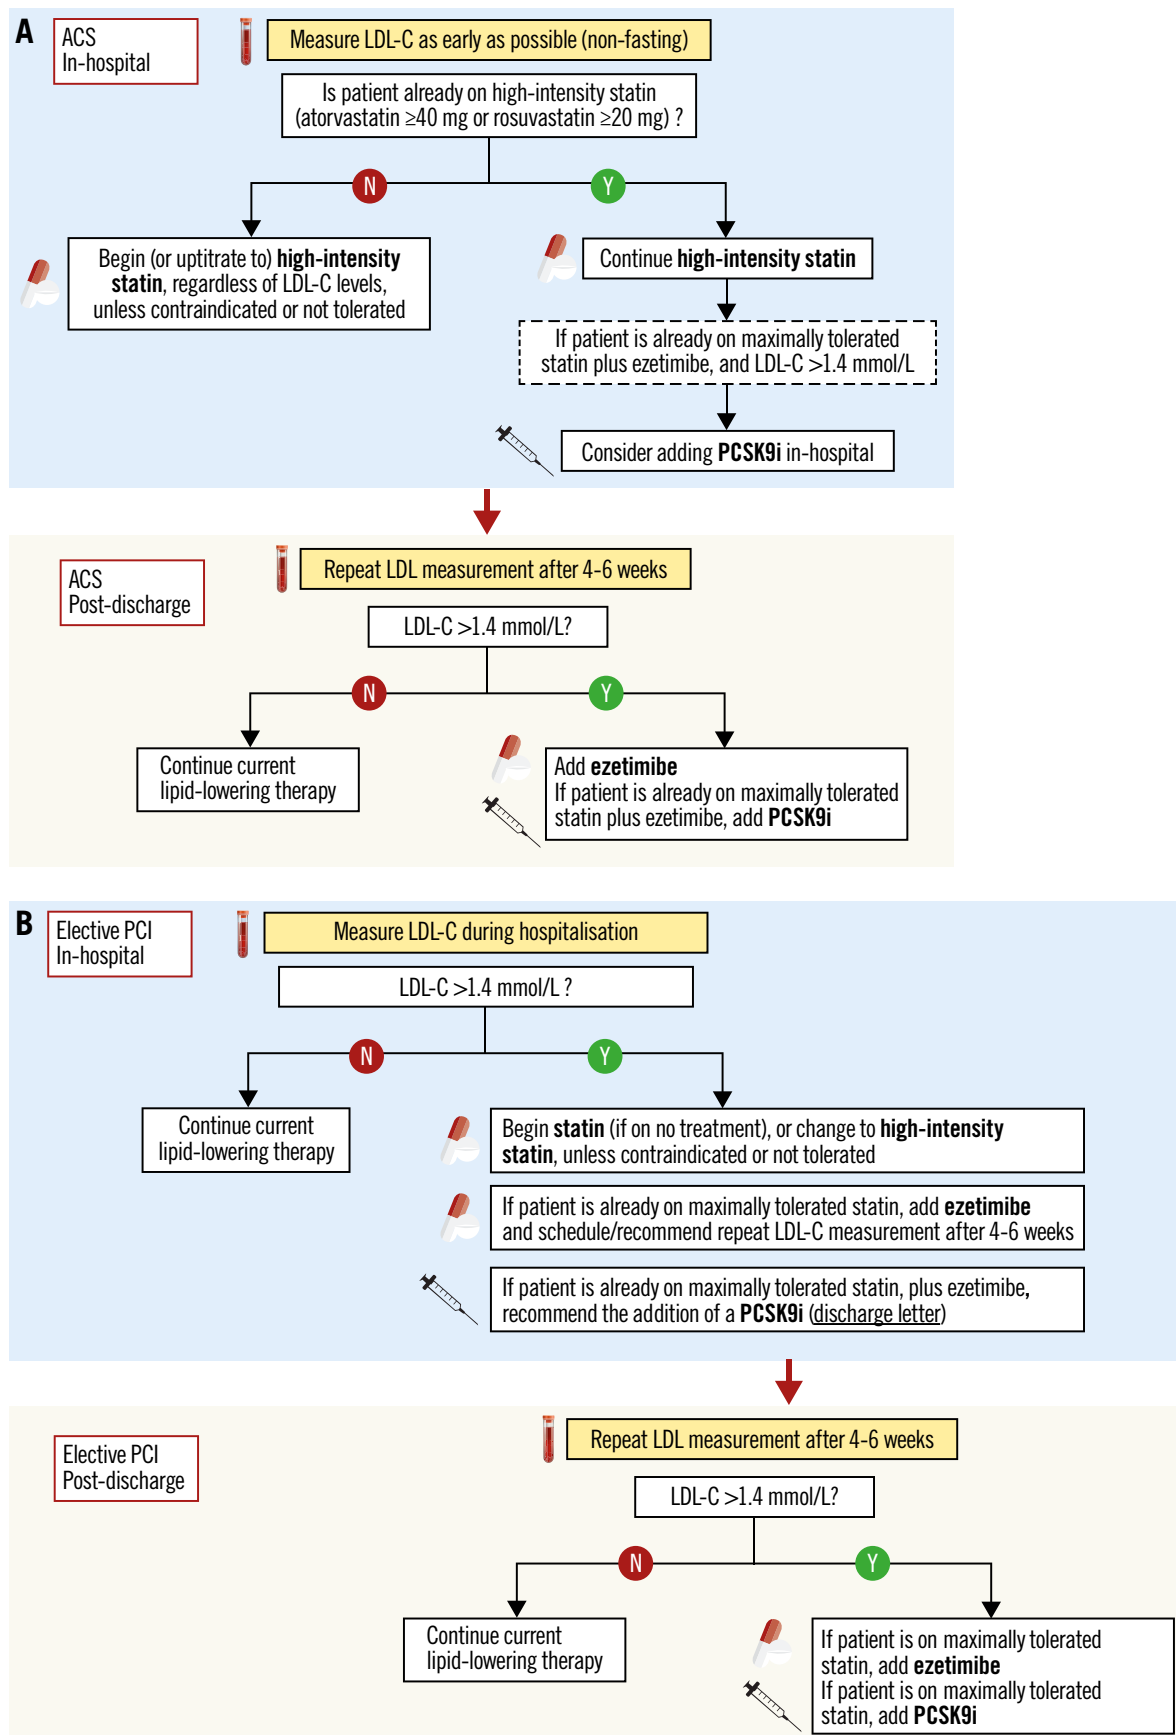 A
ACS
In-hospital
Measure LDL-C as early as possible (non-fasting)
Is patient already on high-intensity statin
(atorvastatin ≥40 mg or rosuvastatin ≥20 mg) ?
N
Y
Begin (or uptitrate to) high-intensity
statin, regardless of LDL-C levels,
unless contraindicated or not tolerated
Continue high-intensity statin
If patient is already on maximally tolerated
statin plus ezetimibe, and LDL-C >1.4 mmol/L
Consider adding PCSK9i in-hospital
ACS
Post-discharge
Repeat LDL measurement after 4-6 weeks
LDL-C >1.4 mmol/L?
N
Y
Continue current
lipid-lowering therapy
Add ezetimibe
If patient is already on maximally tolerated
statin plus ezetimibe, add PCSK9i
B
Elective PCI
In-hospital
Measure LDL-C during hospitalisation
LDL-C >1.4 mmol/L ?
N
Y
Continue current
lipid-lowering therapy
Begin statin (if on no treatment), or change to high-intensity
statin, unless contraindicated or not tolerated
If patient is already on maximally tolerated statin, add ezetimibe
and schedule/recommend repeat LDL-C measurement after 4-6 weeks
If patient is already on maximally tolerated statin, plus ezetimibe,
recommend the addition of a PCSK9i (discharge letter)
Elective PCI
Post-discharge
Repeat LDL measurement after 4-6 weeks
LDL-C >1.4 mmol/L?
N
Y
Continue current
lipid-lowering therapy
If patient is on maximally tolerated
statin, add ezetimibe
If patient is on maximally tolerated
statin, add PCSK9i